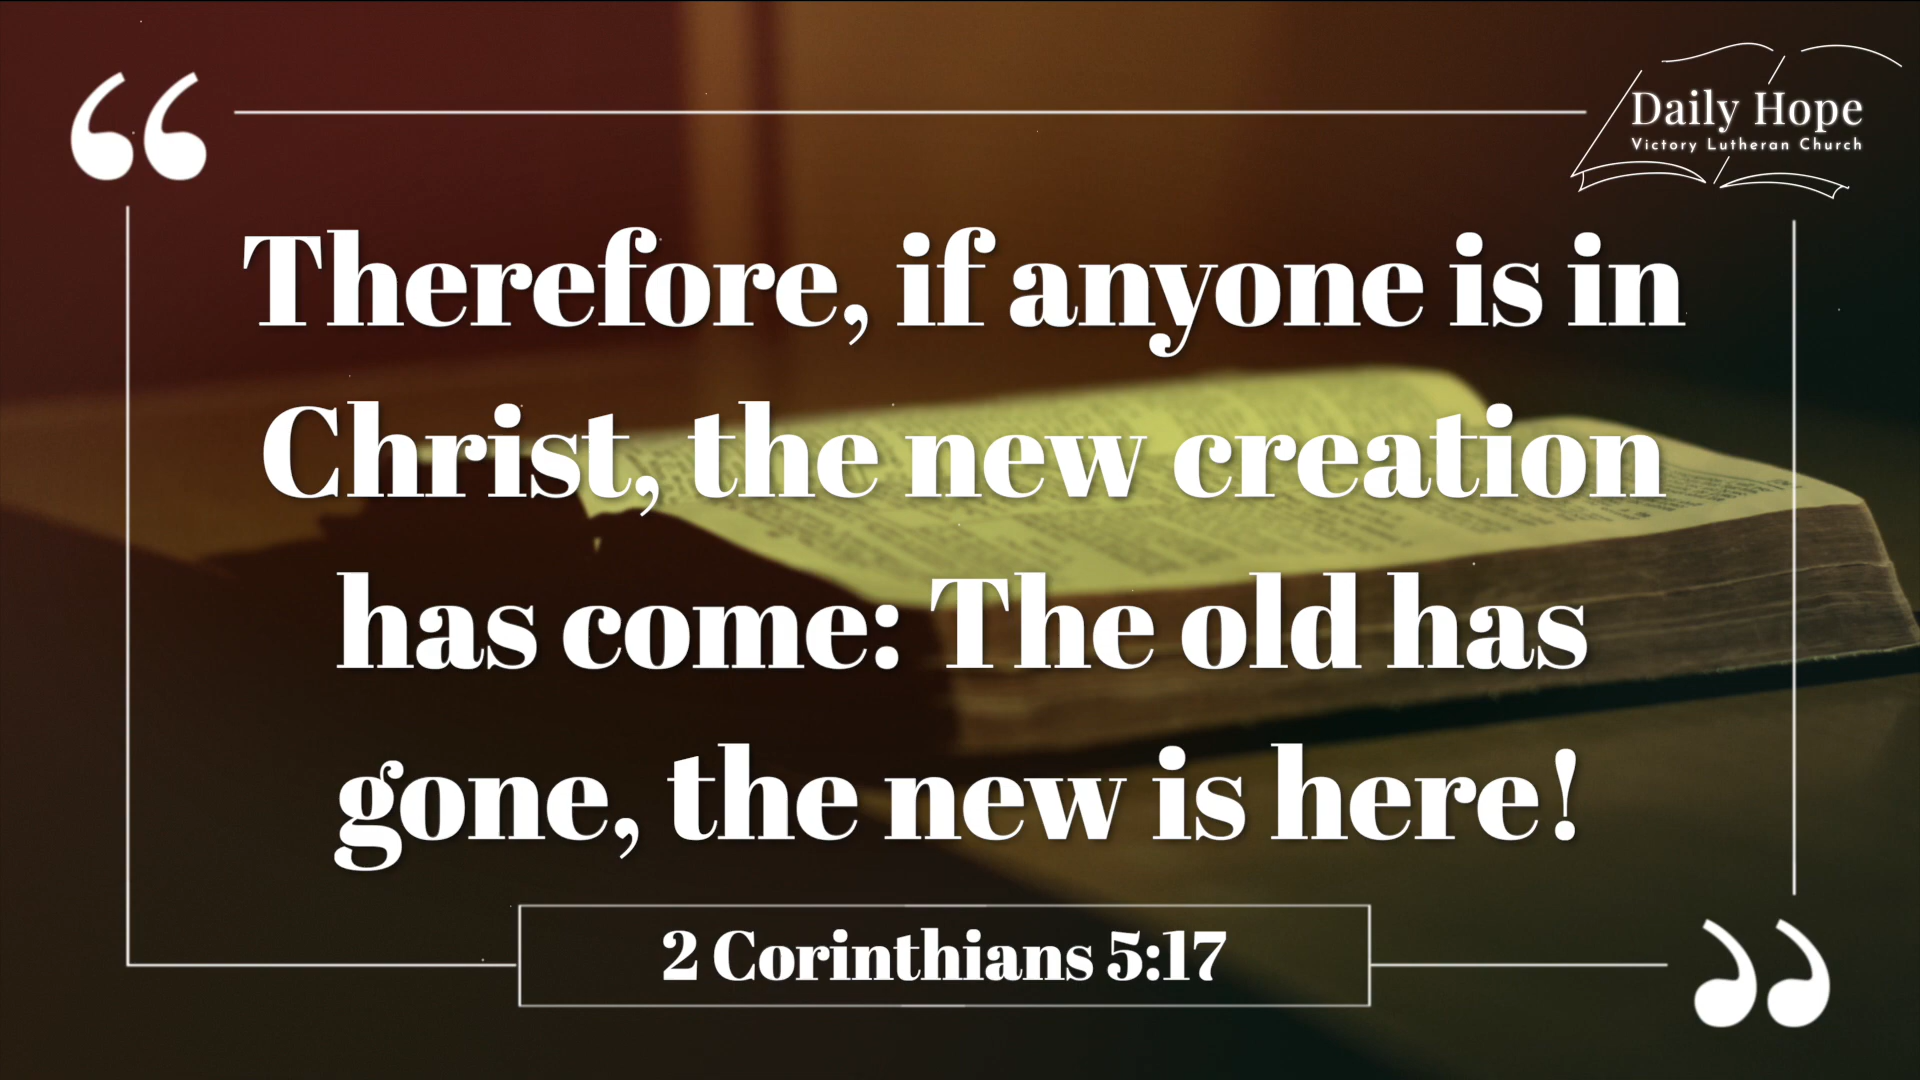 Daily Hope
Victory Lutheran Church
“
Therefore, if anyone is in
Christ, the new creation
has come: The old has
gone, the new is here!
”
2 Corinthians 5:17